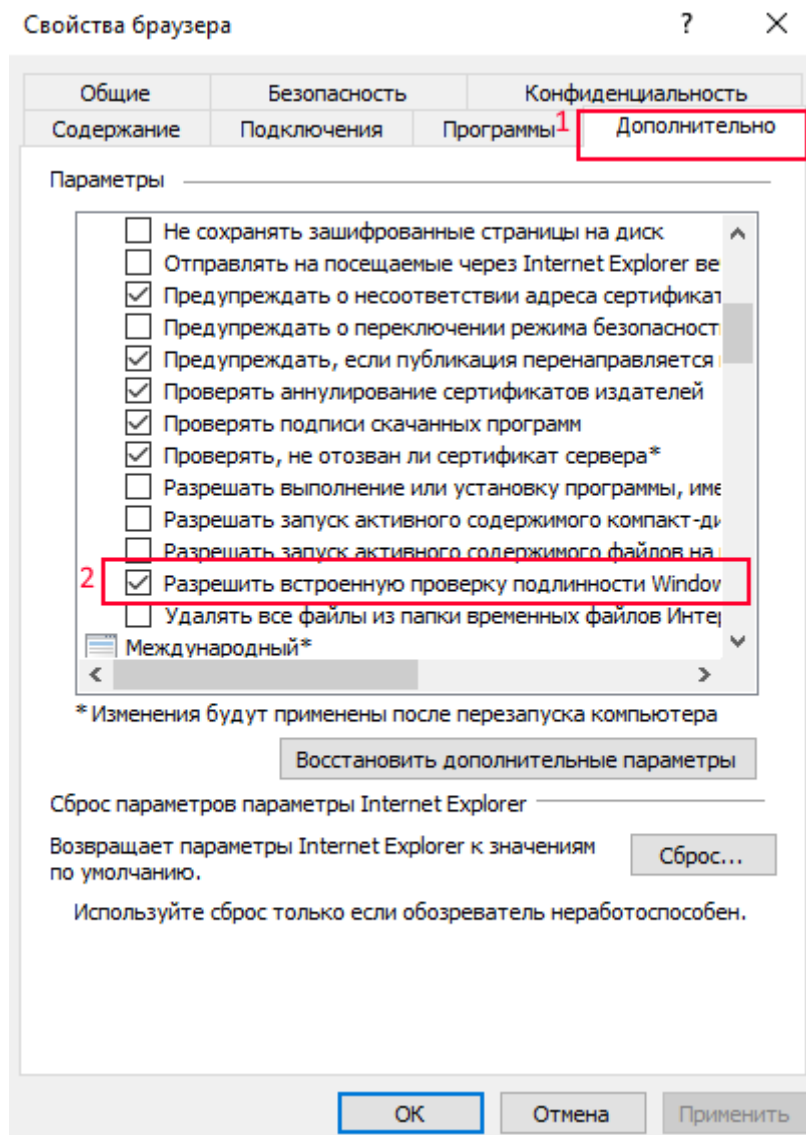 Свойства браузера ? ×
Общие Безопасность Конфиденциальность
Содержание Подключения Программы 1 Дополнительно
Параметры
Не сохранять зашифрованные страницы на диск
Отправлять на посещаемые через Internet Explorer ве
Предупреждать о несоответствии адреса сертификат
Предупреждать о переключении режима безопасност
Предупреждать, если публикация перенаправляется
Проверять аннулирование сертификатов издателей
Проверять подписи скачанных программ
Проверять, не отозван ли сертификат сервера*
Разрешать выполнение или установку программы, име
Разрешать запуск активного содержимого компакт-ди
Разрешать запуск активного содержимого файлов на
2 Разрешить встроенную проверку подлинности Window
Удалять все файлы из папки временных файлов Интер
Международный*
*Изменения будут применены после перезапуска компьютера
Восстановить дополнительные параметры
Сброс параметров параметры Internet Explorer
Возвращает параметры Internet Explorer к значениям
по умолчанию.
Сброс...
Используйте сброс только если обозреватель неработоспособен.
ОК Отмена Применить